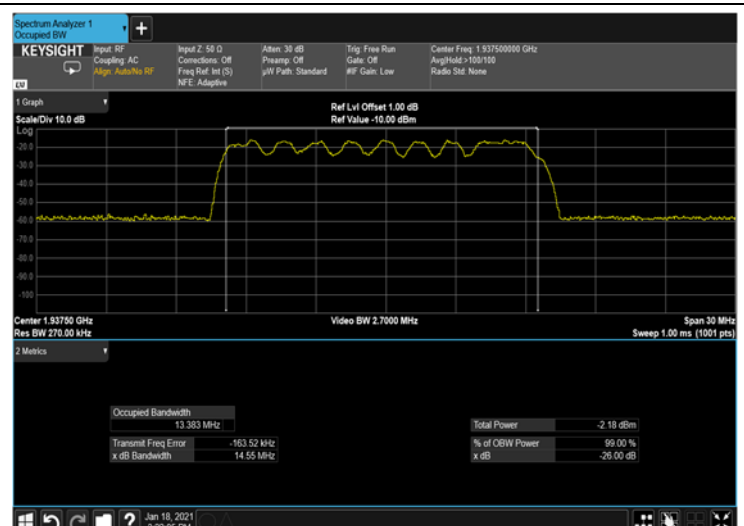 Spectrum Analyzer 1
Occupied BW
+
KEYSIGHT
Input: RF
Coupling: AC
Align: Auto/No RF
Input Z: 50 Ω
Corrections: Off
Freq Ref: Int (S)
NFE: Adaptive
Atten: 30 dB
Preamp: Off
µW Path: Standard
Trig: Free Run
Gate: Off
#IF Gain: Low
Center Freq: 1.937500000 GHz
Avg|Hold:>100/100
Radio Std: None
1 Graph
Scale/Div 10.0 dB
Ref Lvl Offset 1.00 dB
Ref Value -10.00 dBm
Log
-20.0
-30.0
-40.0
-50.0
-60.0
-70.0
-80.0
-90.0
-100
Center 1.93750 GHz
Res BW 270.00 kHz
Video BW 2.7000 MHz
Span 30 MHz
Sweep 1.00 ms (1001 pts)
2 Metrics
Occupied Bandwidth
13.383 MHz
Transmit Freq Error -163.52 kHz
x dB Bandwidth 14.55 MHz
Total Power -2.18 dBm
% of OBW Power 99.00 %
x dB -26.00 dB
?
Jan 18, 2021